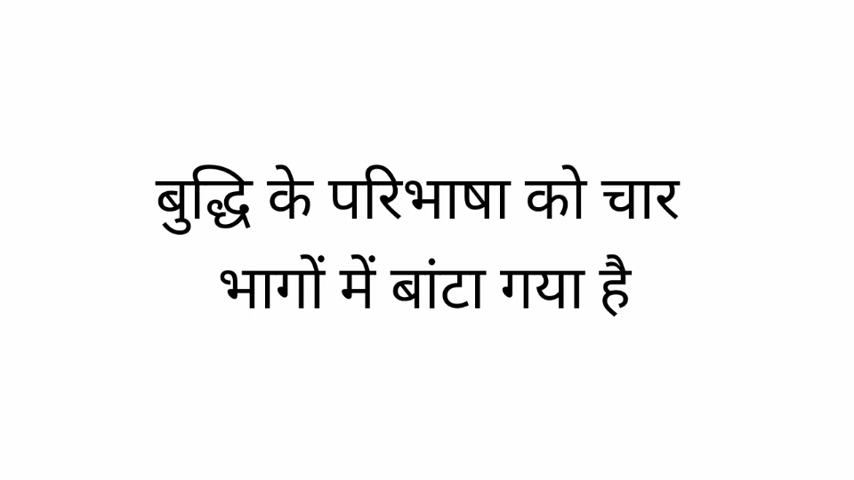 बुद्धि के परिभाषा को चार
भागों में बांटा गया है